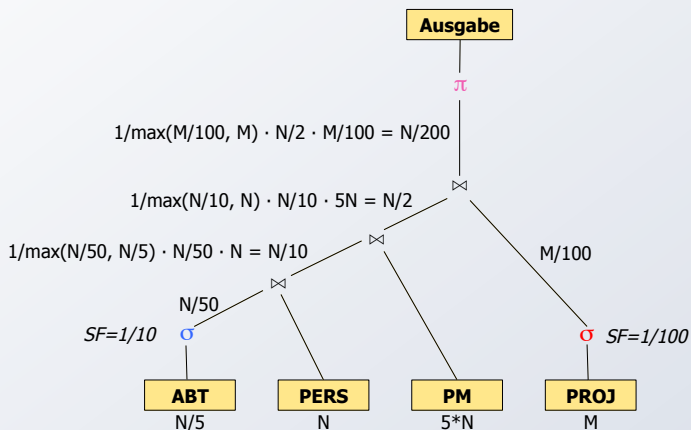 Ausgabe
π
1/max(M/100, M) · N/2 · M/100 = N/200
⋈
1/max(N/10, N) · N/10 · 5N = N/2
⋈
1/max(N/50, N/5) · N/50 · N = N/10
M/100
⋈
N/50
SF=1/10 σ
σ SF=1/100
ABT PERS PM PROJ
N/5 N 5*N M